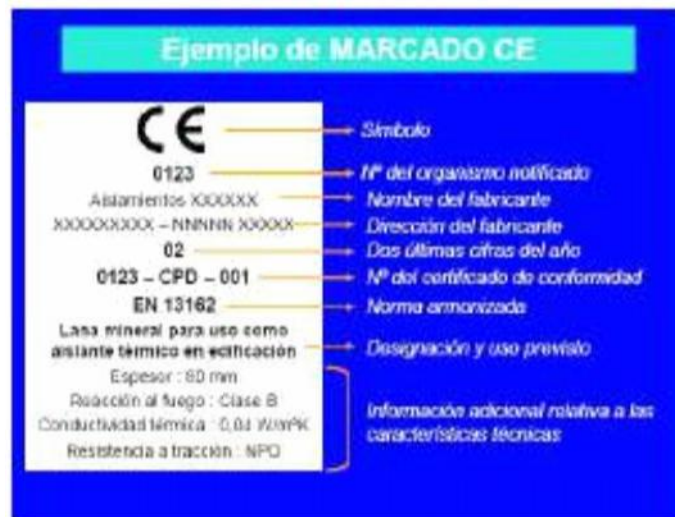 Ejemplo de MARCADO CE
CE
Símbolo
0123
Nº del organismo notificado
Aislamientos XXXXXX
Nombre del fabricante
XXXXXXXXX – NNNNN XXXXX
Dirección del fabricante
02
Dos últimas cifras del año
0123 – CPD – 001
Nº del certificado de conformidad
EN 13162
Norma armonizada
Lana mineral para uso como
aislante térmico en edificación
Designación y uso previsto
Espesor : 60 mm
Reacción al fuego : Clase B
Conductividad térmica : 0,04 W/m²K
Resistencia a tracción : NPD
Información adicional relativa a las
características técnicas